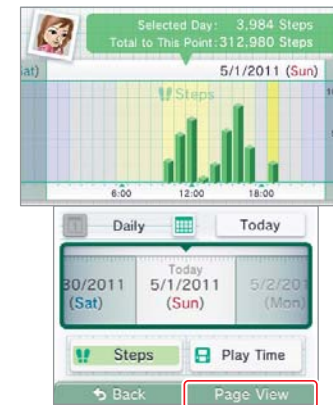 Selected Day: 3,984 Steps
Total to This Point: 312,980 Steps
at)
5/1/2011 (Sun)
Steps
6:00 12:00 18:00
1 Daily Today
30/2011 (Sat)
Today 5/1/2011 (Sun)
5/2/201 (Mon)
Steps Play Time
Back Page View